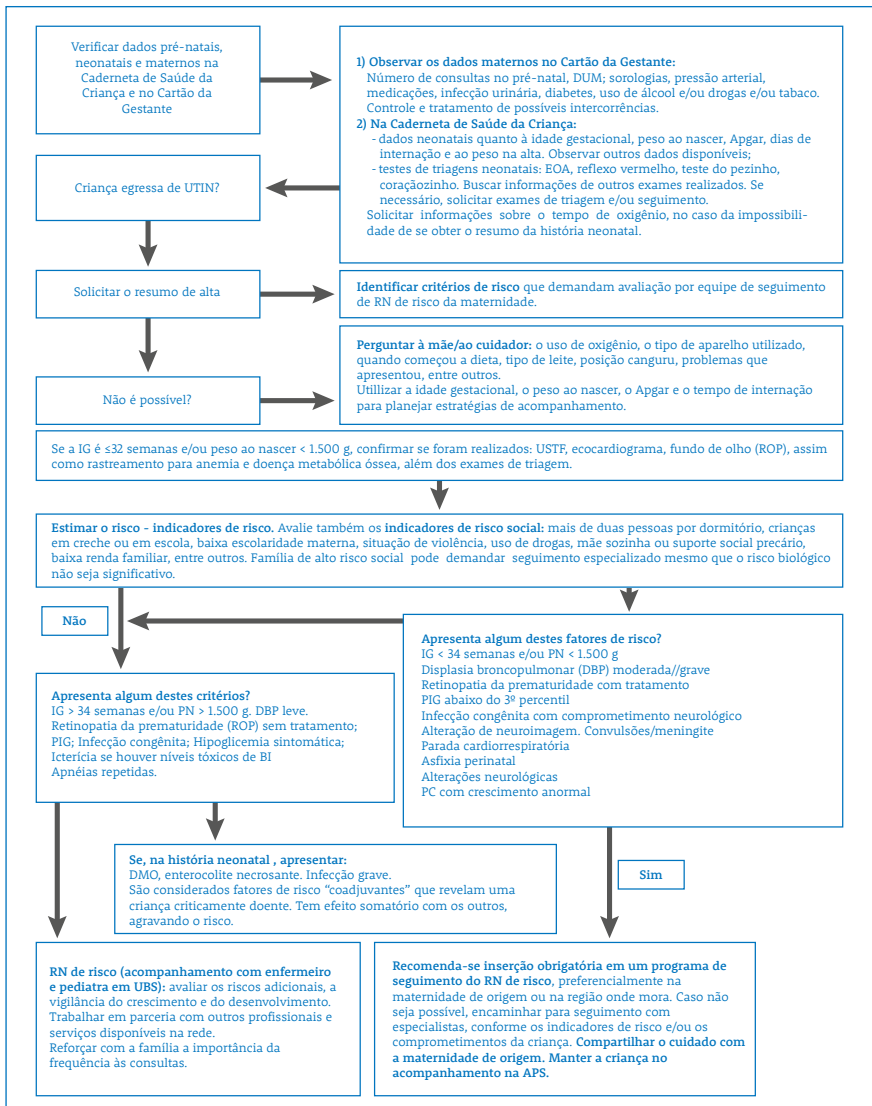 Verificar dados pré-natais,
neonatais e maternos na
Caderneta de Saúde da
Criança e no Cartão da
Gestante
1) Observar os dados maternos no Cartão da Gestante:
Número de consultas no pré-natal, DUM; sorologias, pressão arterial,
medicações, infecção urinária, diabetes, uso de álcool e/ou drogas e/ou tabaco.
Controle e tratamento de possíveis intercorrências.
2) Na Caderneta de Saúde da Criança:
- dados neonatais quanto à idade gestacional, peso ao nascer, Apgar, dias de
internação e ao peso na alta. Observar outros dados disponíveis;
- testes de triagens neonatais: EOA, reflexo vermelho, teste do pezinho,
coraçãozinho. Buscar informações de outros exames realizados. Se
necessário, solicitar exames de triagem e/ou seguimento.
Solicitar informações sobre o tempo de oxigênio, no caso da impossibili-
dade de se obter o resumo da história neonatal.
Criança egressa de UTIN?
Solicitar o resumo de alta
Identificar critérios de risco que demandam avaliação por equipe de seguimento
de RN de risco da maternidade.
Não é possível?
Perguntar à mãe/ao cuidador: o uso de oxigênio, o tipo de aparelho utilizado,
quando começou a dieta, tipo de leite, posição canguru, problemas que
apresentou, entre outros.
Utilizar a idade gestacional, o peso ao nascer, o Apgar e o tempo de internação
para planejar estratégias de acompanhamento.
Se a IG é ≤32 semanas e/ou peso ao nascer < 1.500 g, confirmar se foram realizados: USTF, ecocardiograma, fundo de olho (ROP), assim
como rastreamento para anemia e doença metabólica óssea, além dos exames de triagem.
Estimar o risco - indicadores de risco. Avalie também os indicadores de risco social: mais de duas pessoas por dormitório, crianças
em creche ou em escola, baixa escolaridade materna, situação de violência, uso de drogas, mãe sozinha ou suporte social precário,
baixa renda familiar, entre outros. Família de alto risco social pode demandar seguimento especializado mesmo que o risco biológico
não seja significativo.
Não
Apresenta algum destes fatores de risco?
IG < 34 semanas e/ou PN < 1.500 g
Displasia broncopulmonar (DBP) moderada//grave
Retinopatia da prematuridade com tratamento
PIG abaixo do 3º percentil
Infecção congênita com comprometimento neurológico
Alteração de neuroimagem. Convulsões/meningite
Parada cardiorrespiratória
Asfixia perinatal
Alterações neurológicas
PC com crescimento anormal
Apresenta algum destes critérios?
IG > 34 semanas e/ou PN > 1.500 g. DBP leve.
Retinopatia da prematuridade (ROP) sem tratamento;
PIG; Infecção congênita; Hipoglicemia sintomática;
Icterícia se houver níveis tóxicos de BI
Apnéias repetidas.
Se, na história neonatal , apresentar:
DMO, enterocolite necrosante. Infecção grave.
São considerados fatores de risco "coadjuvantes" que revelam uma
criança criticamente doente. Tem efeito somatório com os outros,
agravando o risco.
Sim
RN de risco (acompanhamento com enfermeiro
e pediatra em UBS): avaliar os riscos adicionais, a
vigilância do crescimento e do desenvolvimento.
Trabalhar em parceria com outros profissionais e
serviços disponíveis na rede.
Reforçar com a família a importância da
frequência às consultas.
Recomenda-se inserção obrigatória em um programa de
seguimento do RN de risco, preferencialmente na
maternidade de origem ou na região onde mora. Caso não
seja possível, encaminhar para seguimento com
especialistas, conforme os indicadores de risco e/ou os
comprometimentos da criança. Compartilhar o cuidado com
a maternidade de origem. Manter a criança no
acompanhamento na APS.